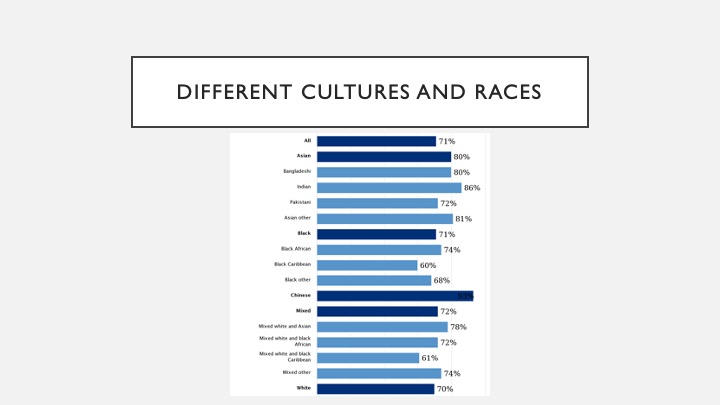 DIFFERENT CULTURES AND RACES
All 71%
Asian 80%
Bangladeshi 80%
Indian 86%
Pakistani 72%
Asian other 81%
Black 71%
Black African 74%
Black Caribbean 60%
Black other 68%
Chinese
Mixed 72%
Mixed white and Asian 78%
Mixed white and black
African 72%
Mixed white and black
Caribbean 61%
Mixed other 74%
White 70%